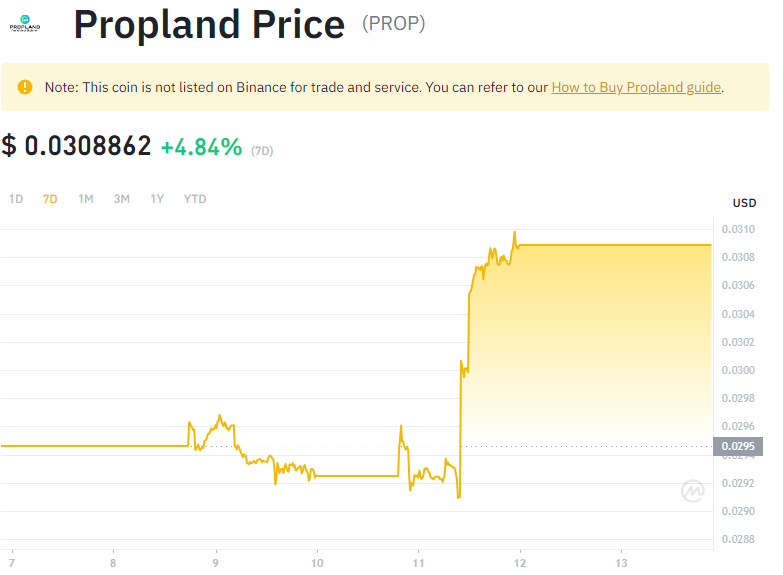 PROPLAND
Propland Price (PROP)
Note: This coin is not listed on Binance for trade and service. You can refer to our How to Buy Propland guide.
$ 0.0308862 +4.84% (7D)
1D 7D 1M 3M 1Y YTD
USD
0.0310
0.0308
0.0306
0.0304
0.0302
0.0300
0.0298
0.0296
0.0295
0.0294
0.0292
0.0290
0.0288
7 8 9 10 11 12 13